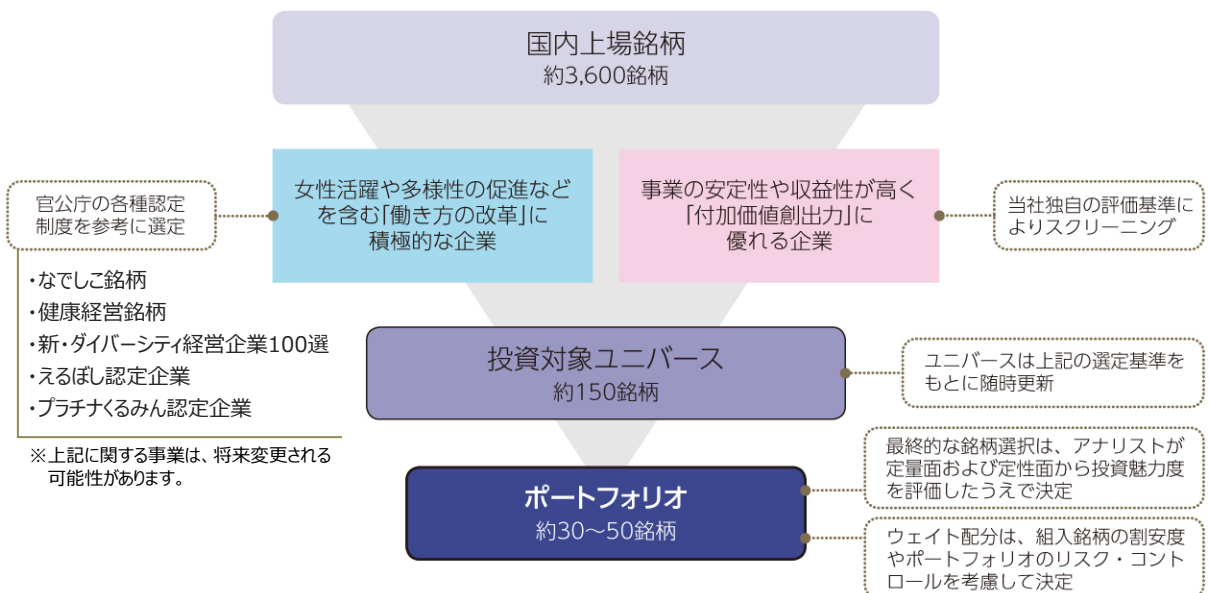 国内上場銘柄
約3,600銘柄
官公庁の各種認定
制度を参考に選定
女性活躍や多様性の促進など
を含む「働き方の改革」に
積極的な企業
事業の安定性や収益性が高く
「付加価値創出力」に
優れる企業
当社独自の評価基準に
よりスクリーニング
・なでしこ銘柄
・健康経営銘柄
・新・ダイバーシティ経営企業100選
・えるぼし認定企業
・プラチナくるみん認定企業
※上記に関する事業は、将来変更される
可能性があります。
投資対象ユニバース
約150銘柄
ユニバースは上記の選定基準を
もとに随時更新
ポートフォリオ
約30～50銘柄
最終的な銘柄選択は、アナリストが
定量面および定性面から投資魅力度
を評価したうえで決定
ウェイト配分は、組入銘柄の割安度
やポートフォリオのリスク・コント
ロールを考慮して決定